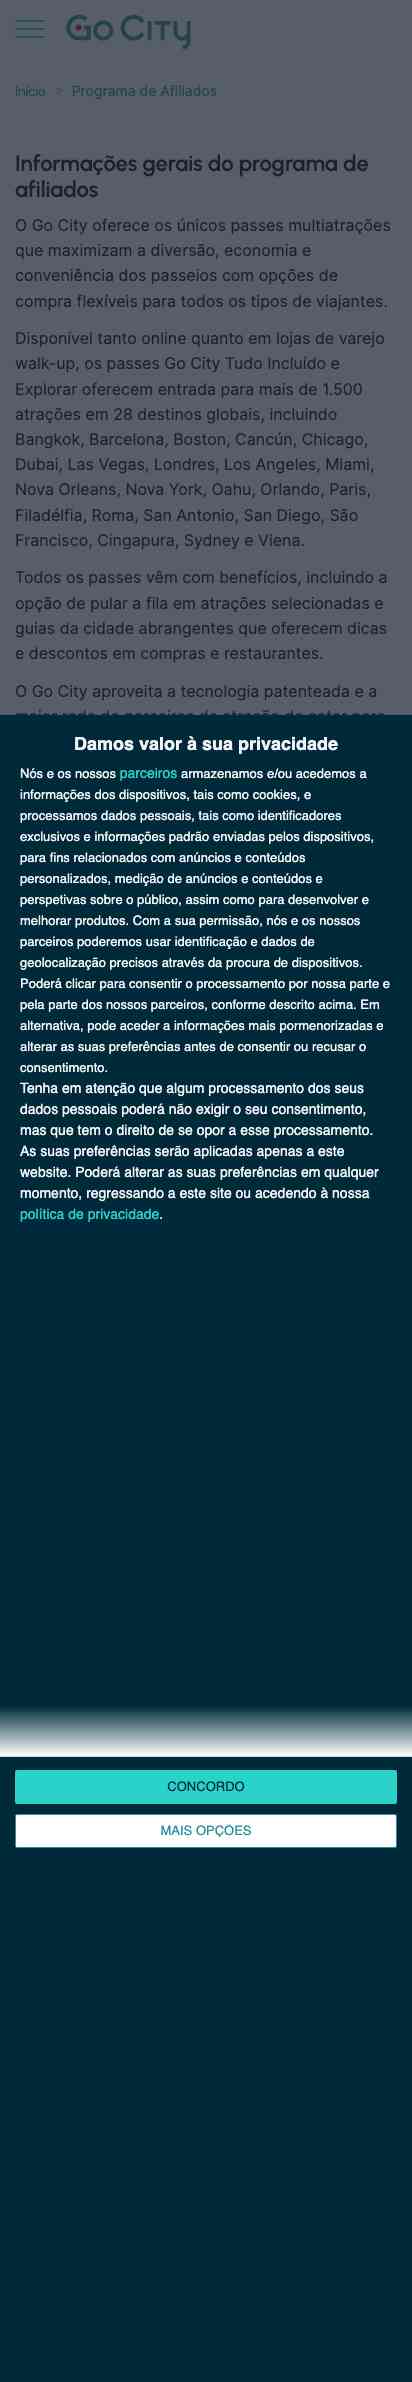 Go City
Início > Programa de Afiliados
Informações gerais do programa de
afiliados
O Go City oferece os únicos passes multiatrações
que maximizam a diversão, economia e
conveniência dos passeios com opções de
compra flexíveis para todos os tipos de viajantes.
Disponível tanto online quanto em lojas de varejo
walk-up, os passes Go City Tudo Incluído e
Explorar oferecem entrada para mais de 1.500
atrações em 28 destinos globais, incluindo
Bangkok, Barcelona, Boston, Cancún, Chicago,
Dubai, Las Vegas, Londres, Los Angeles, Miami,
Nova Orleans, Nova York, Oahu, Orlando, Paris,
Filadélfia, Roma, San Antonio, San Diego, São
Francisco, Cingapura, Sydney e Viena.
Todos os passes vêm com benefícios, incluindo a
opção de pular a fila em atrações selecionadas e
guias da cidade abrangentes que oferecem dicas
e descontos em compras e restaurantes.
O Go City aproveita a tecnologia patenteada e a
Damos valor à sua privacidade
Nós e os nossos parceiros armazenamos e/ou acedemos a
informações dos dispositivos, tais como cookies, e
processamos dados pessoais, tais como identificadores
exclusivos e informações padrão enviadas pelos dispositivos,
para fins relacionados com anúncios e conteúdos
personalizados, medição de anúncios e conteúdos e
perspetivas sobre o público, assim como para desenvolver e
melhorar produtos. Com a sua permissão, nós e os nossos
parceiros poderemos usar identificação e dados de
geolocalização precisos através da procura de dispositivos.
Poderá clicar para consentir o processamento por nossa parte e
pela parte dos nossos parceiros, conforme descrito acima. Em
alternativa, pode aceder a informações mais pormenorizadas e
alterar as suas preferências antes de consentir ou recusar o
consentimento.
Tenha em atenção que algum processamento dos seus
dados pessoais poderá não exigir o seu consentimento,
mas que tem o direito de se opor a esse processamento.
As suas preferências serão aplicadas apenas a este
website. Poderá alterar as suas preferências em qualquer
momento, regressando a este site ou acedendo à nossa
política de privacidade.
CONCORDO
MAIS OPÇÕES